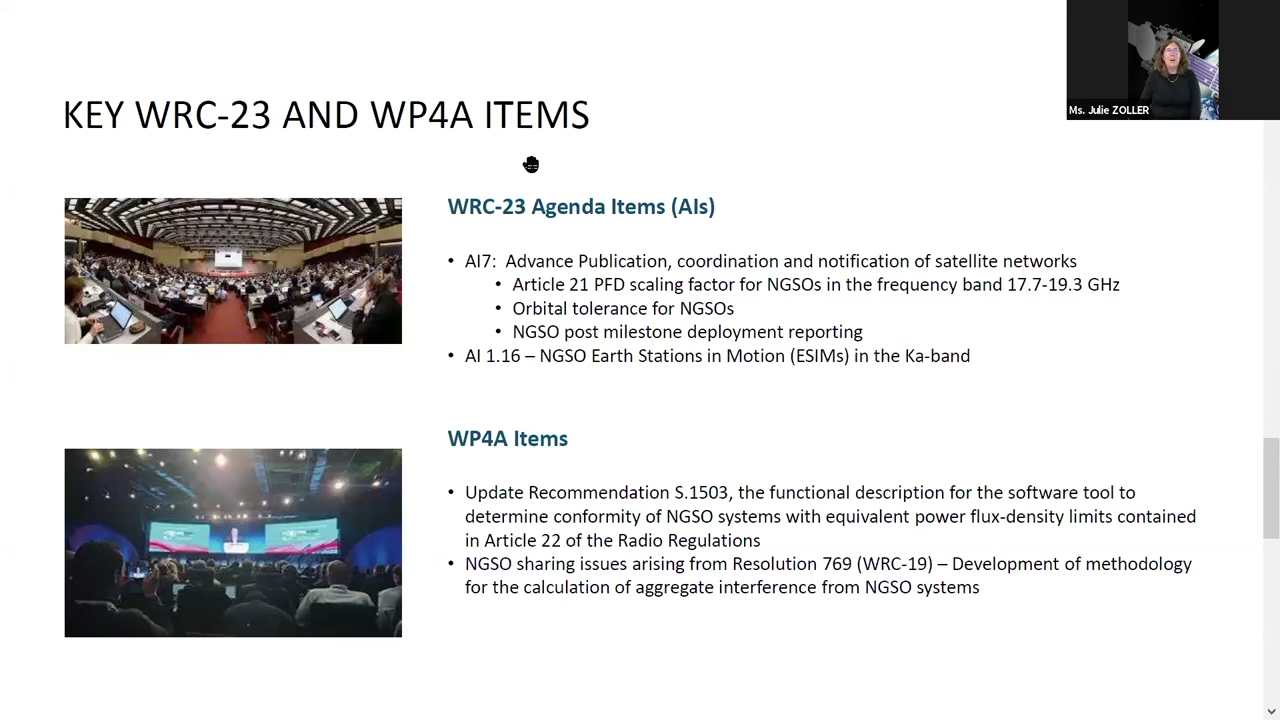 Ms. Julie ZOLLER
KEY WRC-23 AND WP4A ITEMS
WRC-23 Agenda Items (AIs)
• AI7: Advance Publication, coordination and notification of satellite networks
• Article 21 PFD scaling factor for NGSOs in the frequency band 17.7-19.3 GHz
• Orbital tolerance for NGSOs
• NGSO post milestone deployment reporting
• AI 1.16 – NGSO Earth Stations in Motion (ESIMs) in the Ka-band
WP4A Items
• Update Recommendation S.1503, the functional description for the software tool to
determine conformity of NGSO systems with equivalent power flux-density limits contained
in Article 22 of the Radio Regulations
• NGSO sharing issues arising from Resolution 769 (WRC-19) – Development of methodology
for the calculation of aggregate interference from NGSO systems